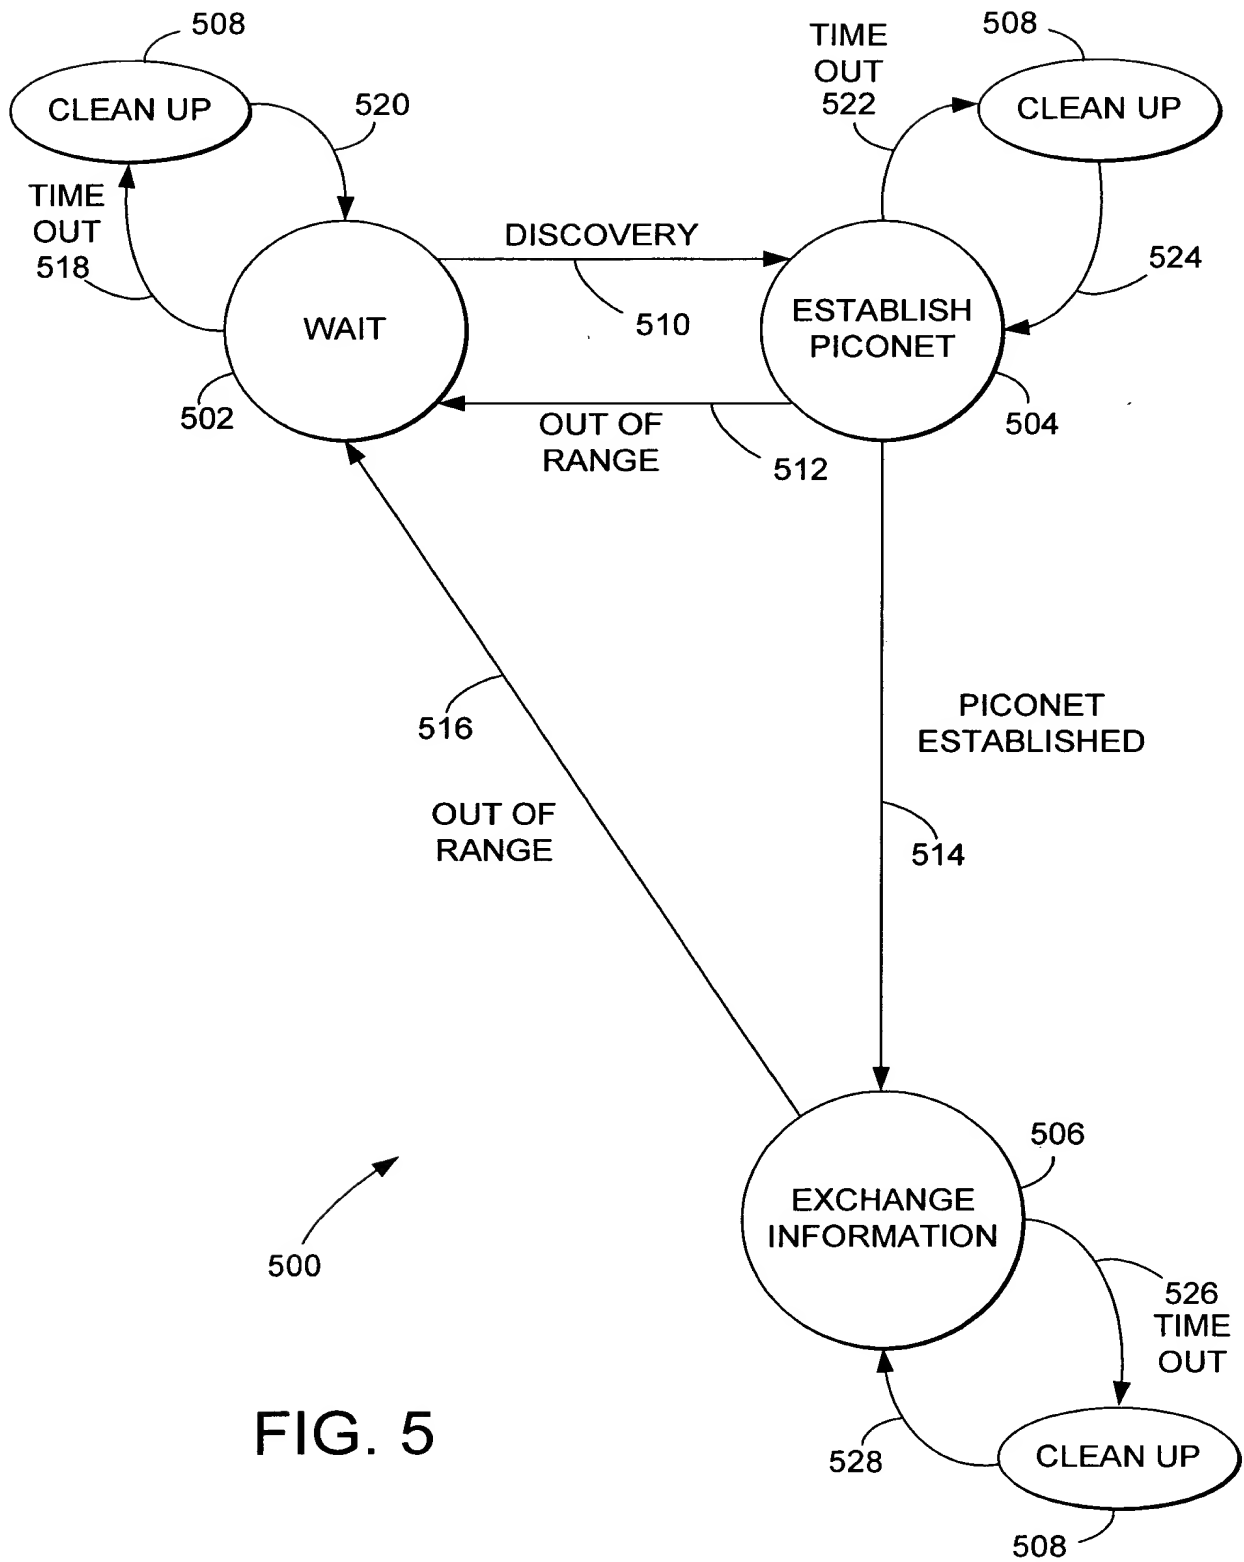 508
CLEAN UP
520
TIME
OUT
518
WAIT
502
DISCOVERY
510
OUT OF
RANGE
512
TIME
OUT
522
508
CLEAN UP
524
ESTABLISH
PICONET
504
516
OUT OF
RANGE
PICONET
ESTABLISHED
514
506
EXCHANGE
INFORMATION
500
526
TIME
OUT
528
CLEAN UP
508
FIG. 5